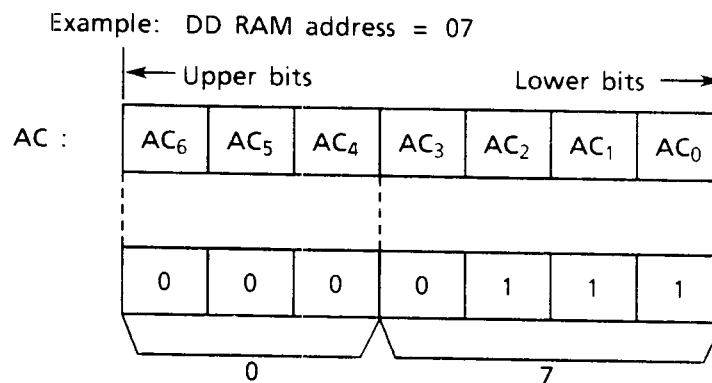 Example: DD RAM address = 07
Upper bits Lower bits
AC : AC₆ AC₅ AC₄ AC₃ AC₂ AC₁ AC₀
0 0 0 0 1 1 1
0 7